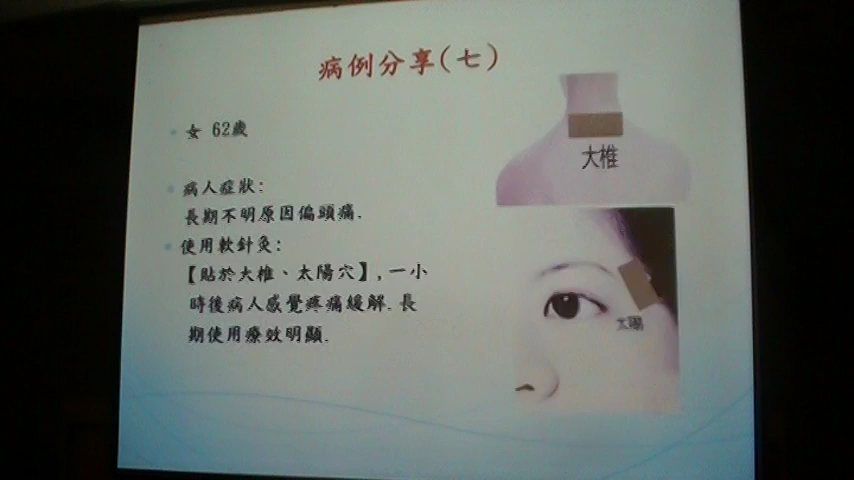 病例分享(七)
女 62歲
病人症狀:
長期不明原因偏頭痛.
使用軟針灸:
【貼於大椎、太陽穴】,一小
時後病人感覺疼痛緩解.長
期使用療效明顯.
大椎
太陽